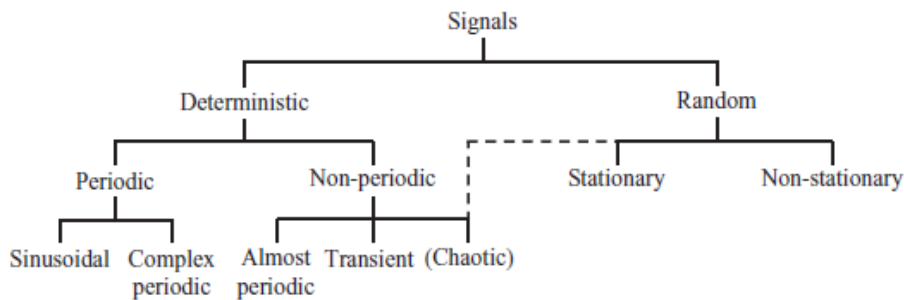 Signals
Deterministic
Random
Periodic
Non-periodic
Stationary
Non-stationary
Sinusoidal
Complex
periodic
Almost
periodic
Transient
(Chaotic)